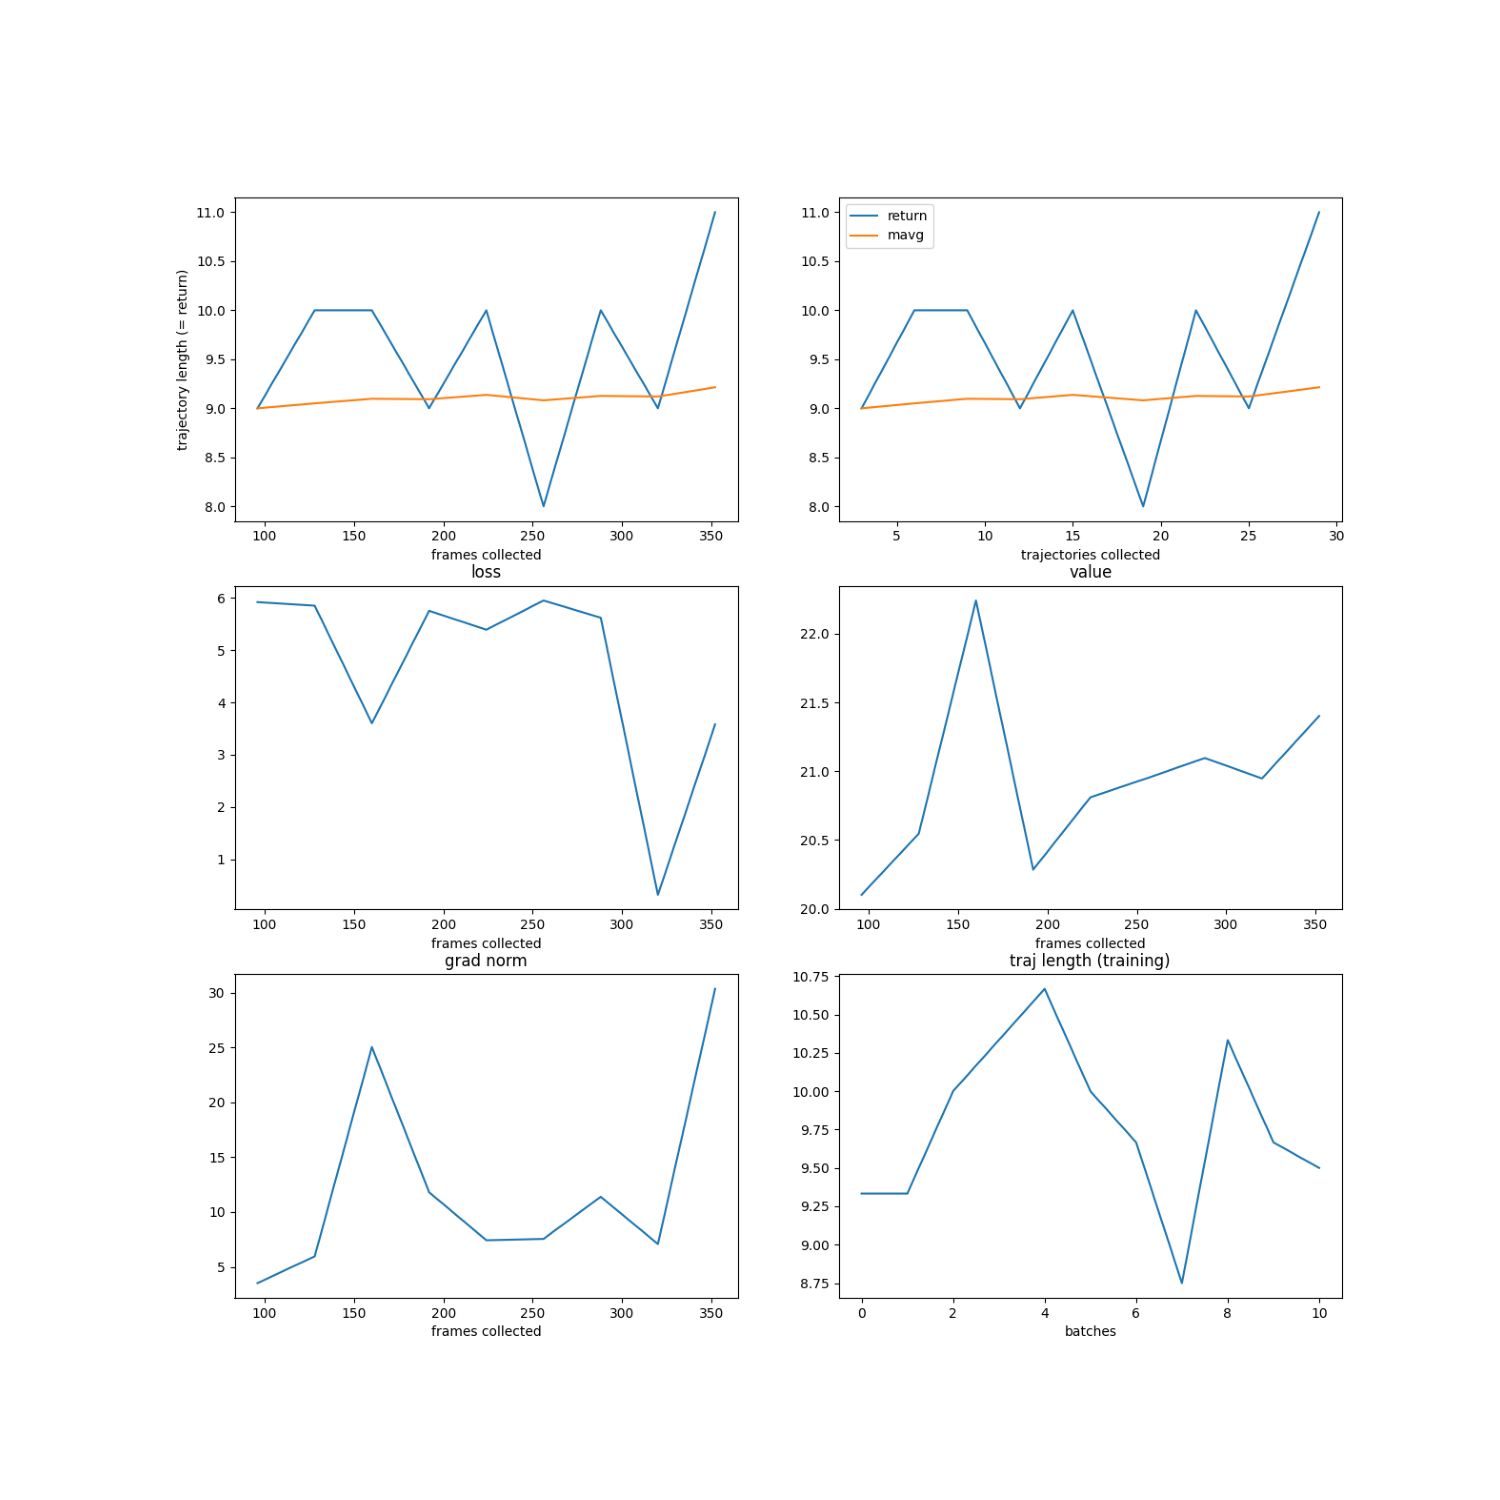 trajectory length (= return)
11.0
10.5
10.0
9.5
9.0
8.5
8.0
100 150 200 250 300 350
frames collected
return
mavg
11.0
10.5
10.0
9.5
9.0
8.5
8.0
5 10 15 20 25 30
trajectories collected
loss
6
5
4
3
2
1
100 150 200 250 300 350
frames collected
value
22.0
21.5
21.0
20.5
20.0
100 150 200 250 300 350
frames collected
grad norm
30
25
20
15
10
5
100 150 200 250 300 350
frames collected
traj length (training)
10.75
10.50
10.25
10.00
9.75
9.50
9.25
9.00
8.75
0 2 4 6 8 10
batches